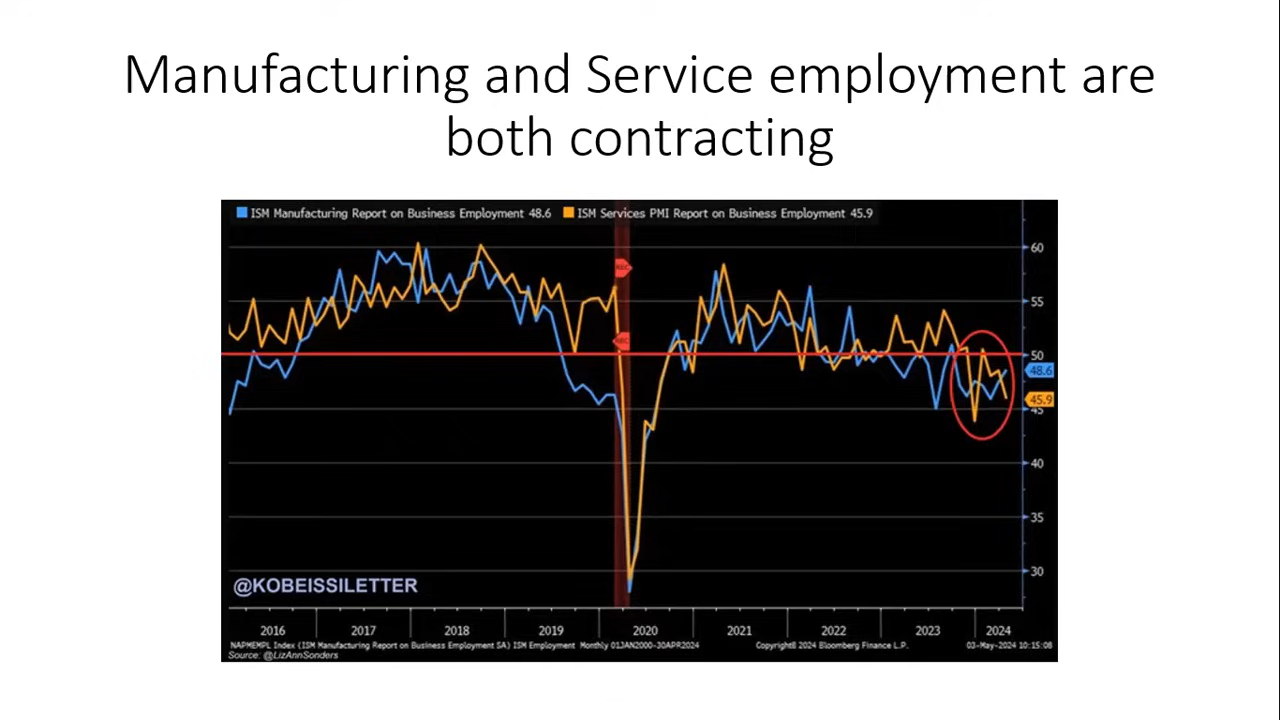 Manufacturing and Service employment are
both contracting
ISM Manufacturing Report on Business Employment 48.6 ISM Services PMI Report on Business Employment 45.9
60
REC
55
REC
50
48.6
45.9
45
40
35
30
@KOBEISSILETTER
2016 2017 2018 2019 2020 2021 2022 2023 2024
NAPMEMPL Index (ISM Manufacturing Report on Business Employment SA) ISM Employment Monthly 01JAN2000-30APR2024 Copyright© 2024 Bloomberg Finance L.P. 03-May-2024 10:15:08
Source: @LizAnnSonders